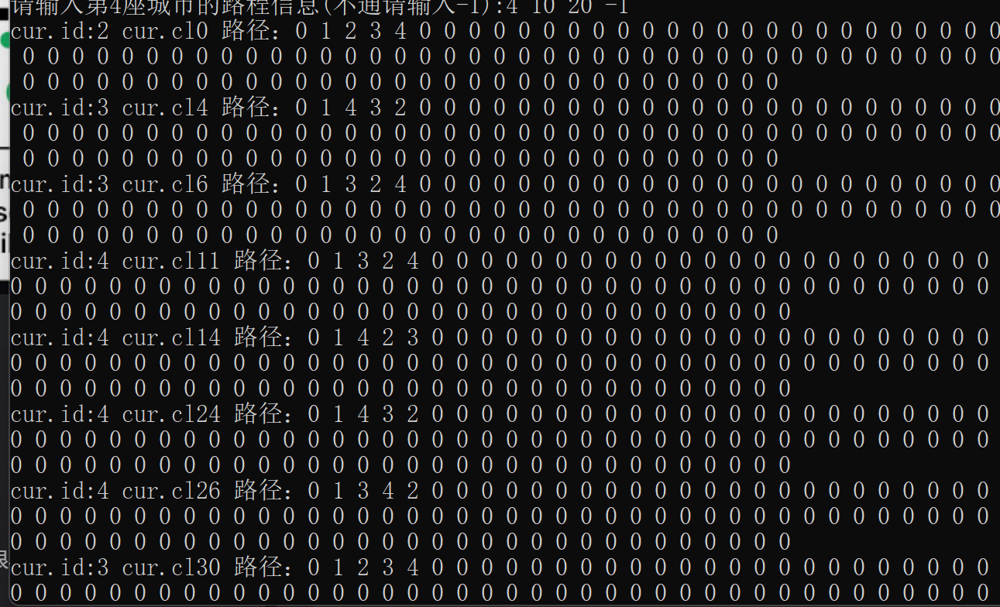 请输入第4座城市的路程信息(不通请输入-1):4 10 20 -1
cur.id:2 cur.cl0 路径：0 1 2 3 4 0 0 0 0 0 0 0 0 0 0 0 0 0 0 0 0 0 0 0 0 0 0 0 0
0 0 0 0 0 0 0 0 0 0 0 0 0 0 0 0 0 0 0 0 0 0 0 0 0 0 0 0 0 0 0 0 0 0 0 0 0 0 0 0
0 0 0 0 0 0 0 0 0 0 0 0 0 0 0 0 0 0 0 0 0 0 0 0 0 0 0 0 0 0 0
cur.id:3 cur.cl4 路径：0 1 4 3 2 0 0 0 0 0 0 0 0 0 0 0 0 0 0 0 0 0 0 0 0 0 0 0 0
0 0 0 0 0 0 0 0 0 0 0 0 0 0 0 0 0 0 0 0 0 0 0 0 0 0 0 0 0 0 0 0 0 0 0 0 0 0 0 0
0 0 0 0 0 0 0 0 0 0 0 0 0 0 0 0 0 0 0 0 0 0 0 0 0 0 0 0 0 0 0
cur.id:3 cur.cl6 路径：0 1 3 2 4 0 0 0 0 0 0 0 0 0 0 0 0 0 0 0 0 0 0 0 0 0 0 0 0
0 0 0 0 0 0 0 0 0 0 0 0 0 0 0 0 0 0 0 0 0 0 0 0 0 0 0 0 0 0 0 0 0 0 0 0 0 0 0 0
0 0 0 0 0 0 0 0 0 0 0 0 0 0 0 0 0 0 0 0 0 0 0 0 0 0 0 0 0 0 0
cur.id:4 cur.cl11 路径：0 1 3 2 4 0 0 0 0 0 0 0 0 0 0 0 0 0 0 0 0 0 0 0 0 0 0 0
0 0 0 0 0 0 0 0 0 0 0 0 0 0 0 0 0 0 0 0 0 0 0 0 0 0 0 0 0 0 0 0 0 0 0 0 0 0 0 0
0 0 0 0 0 0 0 0 0 0 0 0 0 0 0 0 0 0 0 0 0 0 0 0 0 0 0 0 0 0 0 0
cur.id:4 cur.cl14 路径：0 1 4 2 3 0 0 0 0 0 0 0 0 0 0 0 0 0 0 0 0 0 0 0 0 0 0 0
0 0 0 0 0 0 0 0 0 0 0 0 0 0 0 0 0 0 0 0 0 0 0 0 0 0 0 0 0 0 0 0 0 0 0 0 0 0 0 0
0 0 0 0 0 0 0 0 0 0 0 0 0 0 0 0 0 0 0 0 0 0 0 0 0 0 0 0 0 0 0 0
cur.id:4 cur.cl24 路径：0 1 4 3 2 0 0 0 0 0 0 0 0 0 0 0 0 0 0 0 0 0 0 0 0 0 0 0
0 0 0 0 0 0 0 0 0 0 0 0 0 0 0 0 0 0 0 0 0 0 0 0 0 0 0 0 0 0 0 0 0 0 0 0 0 0 0 0
0 0 0 0 0 0 0 0 0 0 0 0 0 0 0 0 0 0 0 0 0 0 0 0 0 0 0 0 0 0 0 0
cur.id:4 cur.cl26 路径：0 1 3 4 2 0 0 0 0 0 0 0 0 0 0 0 0 0 0 0 0 0 0 0 0 0 0 0
0 0 0 0 0 0 0 0 0 0 0 0 0 0 0 0 0 0 0 0 0 0 0 0 0 0 0 0 0 0 0 0 0 0 0 0 0 0 0 0
0 0 0 0 0 0 0 0 0 0 0 0 0 0 0 0 0 0 0 0 0 0 0 0 0 0 0 0 0 0 0 0
cur.id:3 cur.cl30 路径：0 1 2 3 4 0 0 0 0 0 0 0 0 0 0 0 0 0 0 0 0 0 0 0 0 0 0 0
0 0 0 0 0 0 0 0 0 0 0 0 0 0 0 0 0 0 0 0 0 0 0 0 0 0 0 0 0 0 0 0 0 0 0 0 0 0 0 0